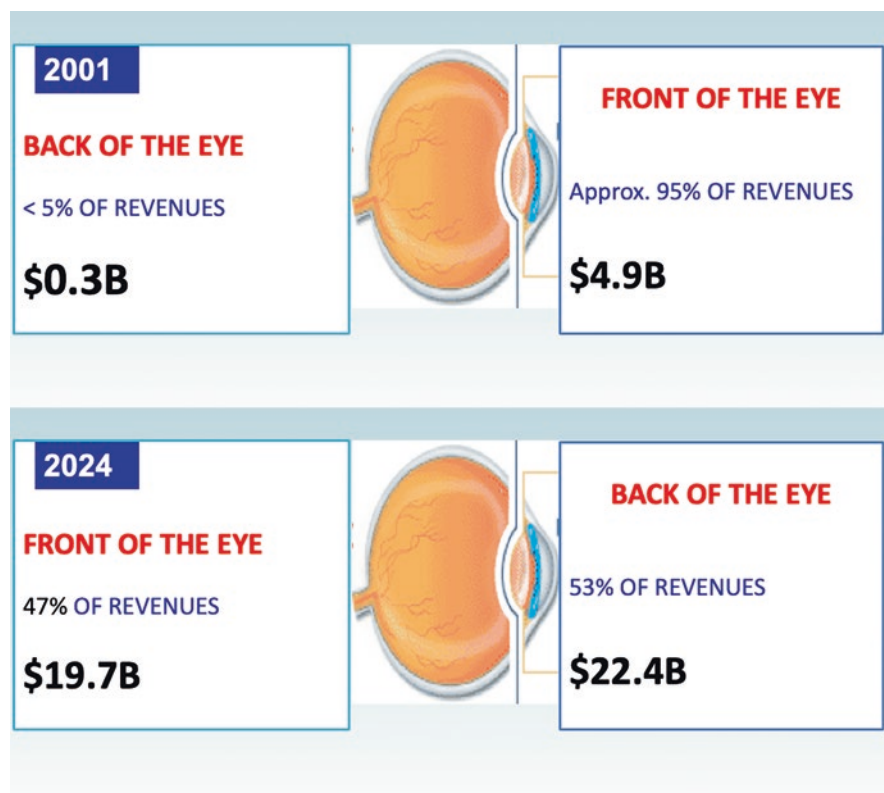 2001
BACK OF THE EYE
< 5% OF REVENUES
$0.3B
FRONT OF THE EYE
Approx. 95% OF REVENUES
$4.9B
2024
FRONT OF THE EYE
47% OF REVENUES
$19.7B
BACK OF THE EYE
53% OF REVENUES
$22.4B